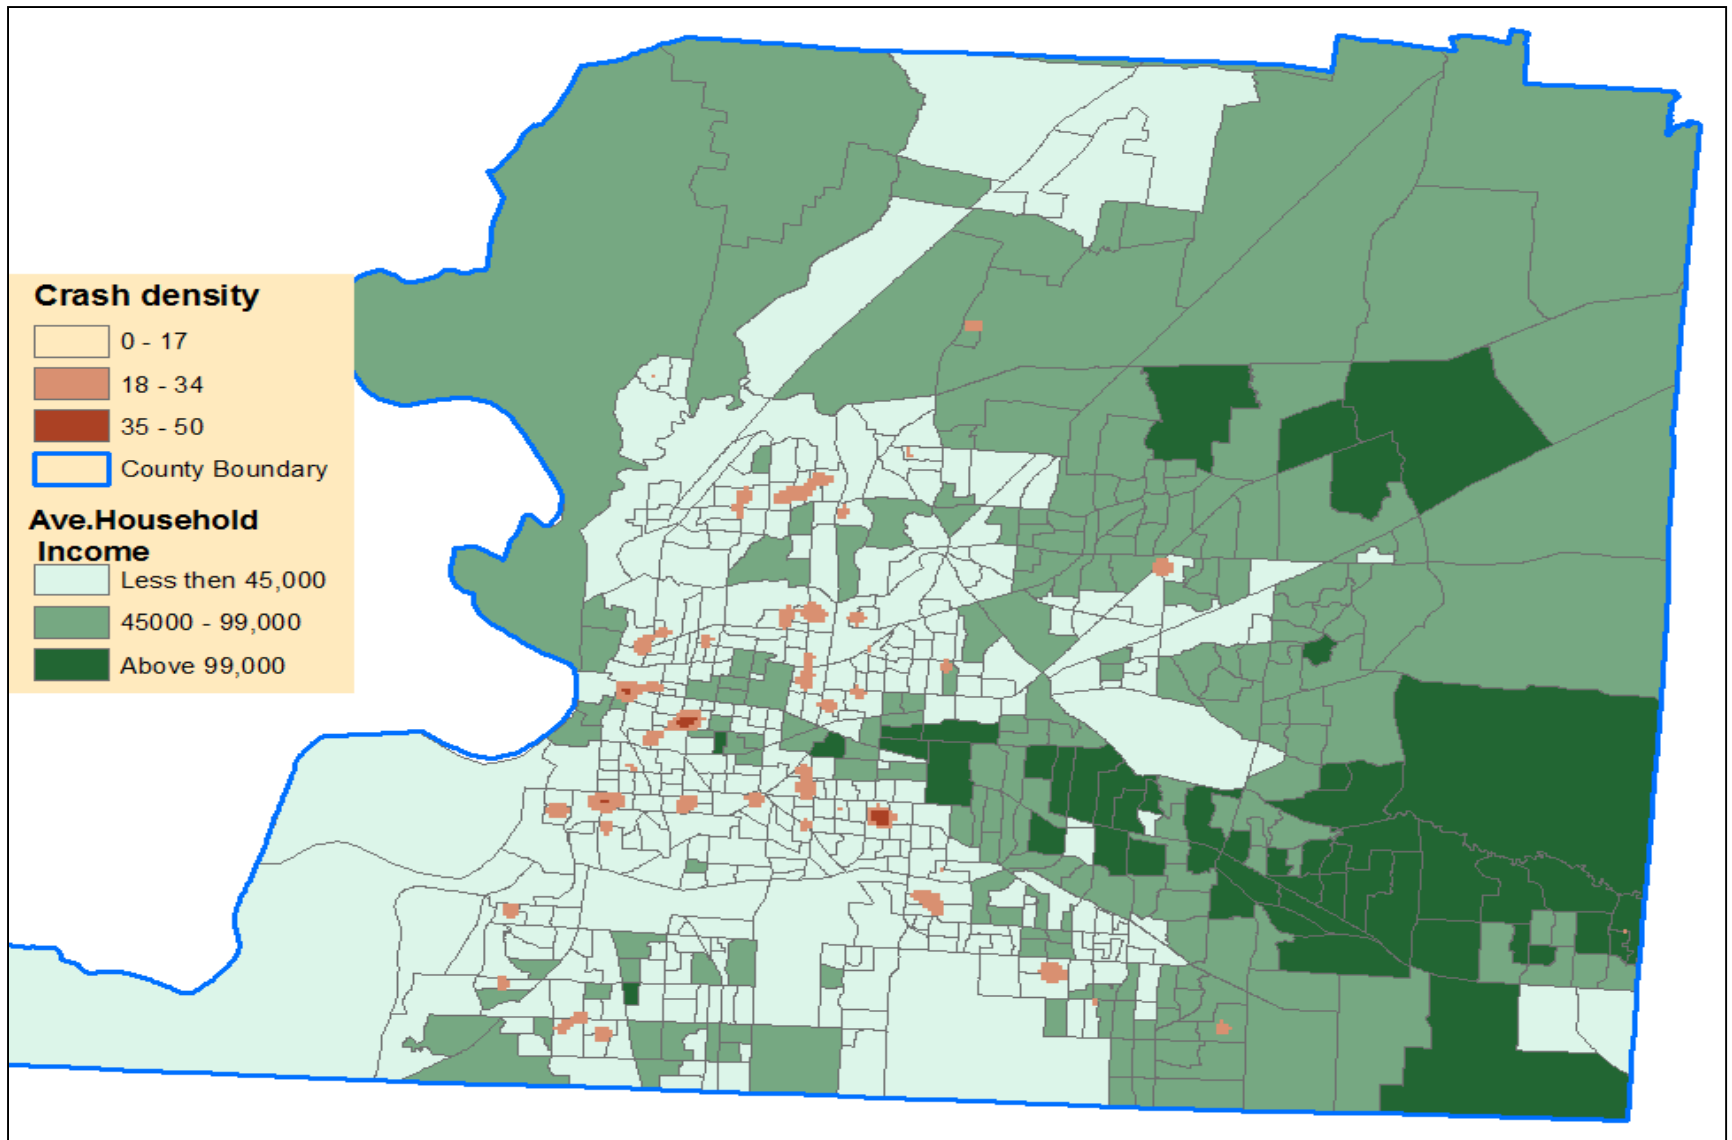 Crash density
0 - 17
18 - 34
35 - 50
County Boundary
Ave.Household
Income
Less then 45,000
45000 - 99,000
Above 99,000